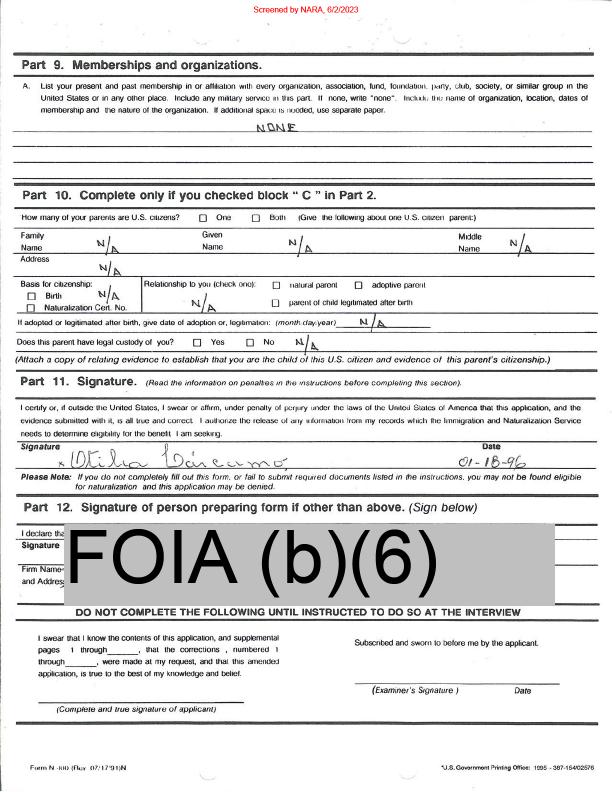 Screened by NARA, 6/2/2023
Part 9. Memberships and organizations.
A. List your present and past membership in or affiliation with every organization, association, fund, foundation, party, club, society, or similar group in the
United States or in any other place. Include any military service in this part. If none, write "none". Include the name of organization, location, dates of
membership and the nature of the organization. If additional space is needed, use separate paper.
NONE
Part 10. Complete only if you checked block " C " in Part 2.
How many of your parents are U.S. citizens? One Both (Give the following about one U.S. citizen parent:)
Family Given Middle
Name N/A Name N/A Name N/A
Address
N/A
Basis for citizenship: Relationship to you (check one): natural parent adoptive parent
Birth N/A N/A parent of child legitimated after birth
Naturalization Cert. No.
If adopted or legitimated after birth, give date of adoption or, legitimation: (month/day/year) N/A
Does this parent have legal custody of you? Yes No N/A
(Attach a copy of relating evidence to establish that you are the child of this U.S. citizen and evidence of this parent's citizenship.)
Part 11. Signature. (Read the information on penalties in the instructions before completing this section).
I certify or, if outside the United States, I swear or affirm, under penalty of perjury under the laws of the United States of America that this application, and the
evidence submitted with it, is all true and correct. I authorize the release of any information from my records which the Immigration and Naturalization Service
needs to determine eligibility for the benefit I am seeking.
Signature Date
x Otilia Cárcamo, 01-18-96
Please Note: If you do not completely fill out this form, or fail to submit required documents listed in the instructions, you may not be found eligible
for naturalization and this application may be denied.
Part 12. Signature of person preparing form if other than above. (Sign below)
I declare tha
Signature
FOIA (b)(6)
Firm Name
and Address
DO NOT COMPLETE THE FOLLOWING UNTIL INSTRUCTED TO DO SO AT THE INTERVIEW
I swear that I know the contents of this application, and supplemental
pages 1 through______, that the corrections , numbered 1
through______, were made at my request, and that this amended
application, is true to the best of my knowledge and belief.
Subscribed and sworn to before me by the applicant.
(Examiner's Signature ) Date
(Complete and true signature of applicant)
Form N-400 (Rev. 07/17/91)N *U.S. Government Printing Office: 1995 - 387-164/02576